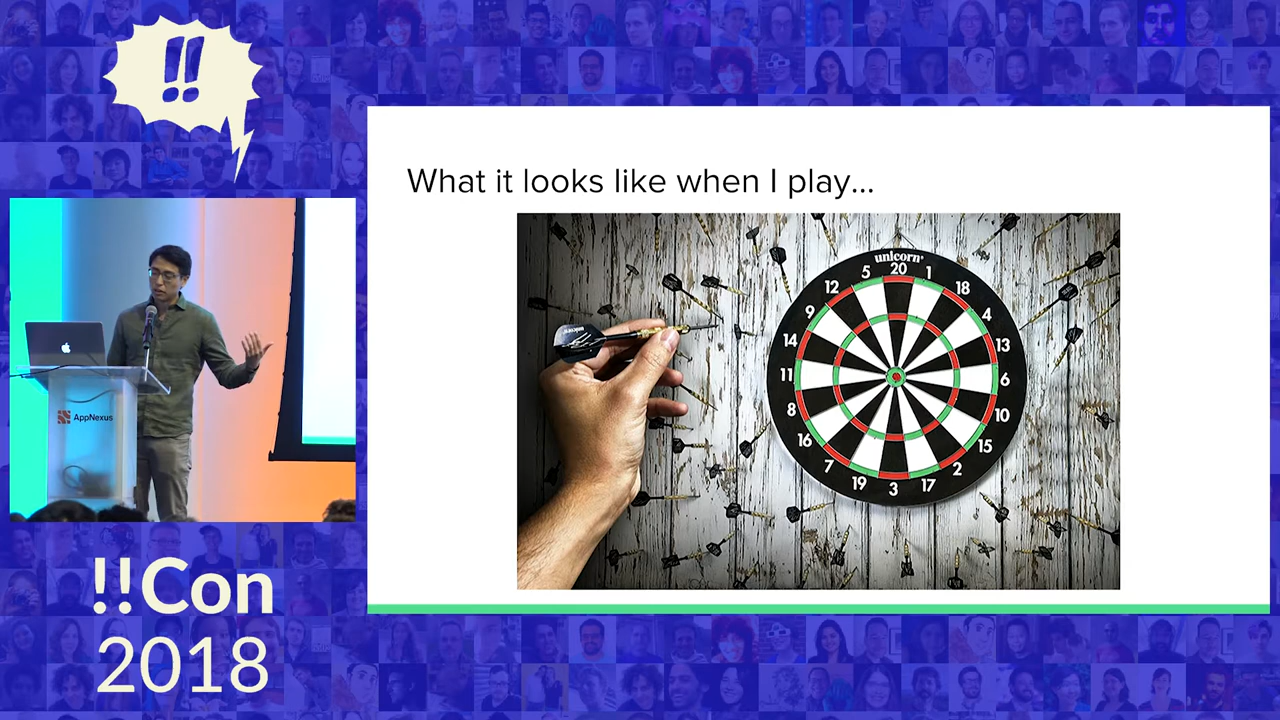 !!
What it looks like when I play...
unicorn
5 20 1
12 18
9 4
14 13
11 6
8 10
16 15
7 2
19 3 17
unicorn
AppNexus
!!Con
2018